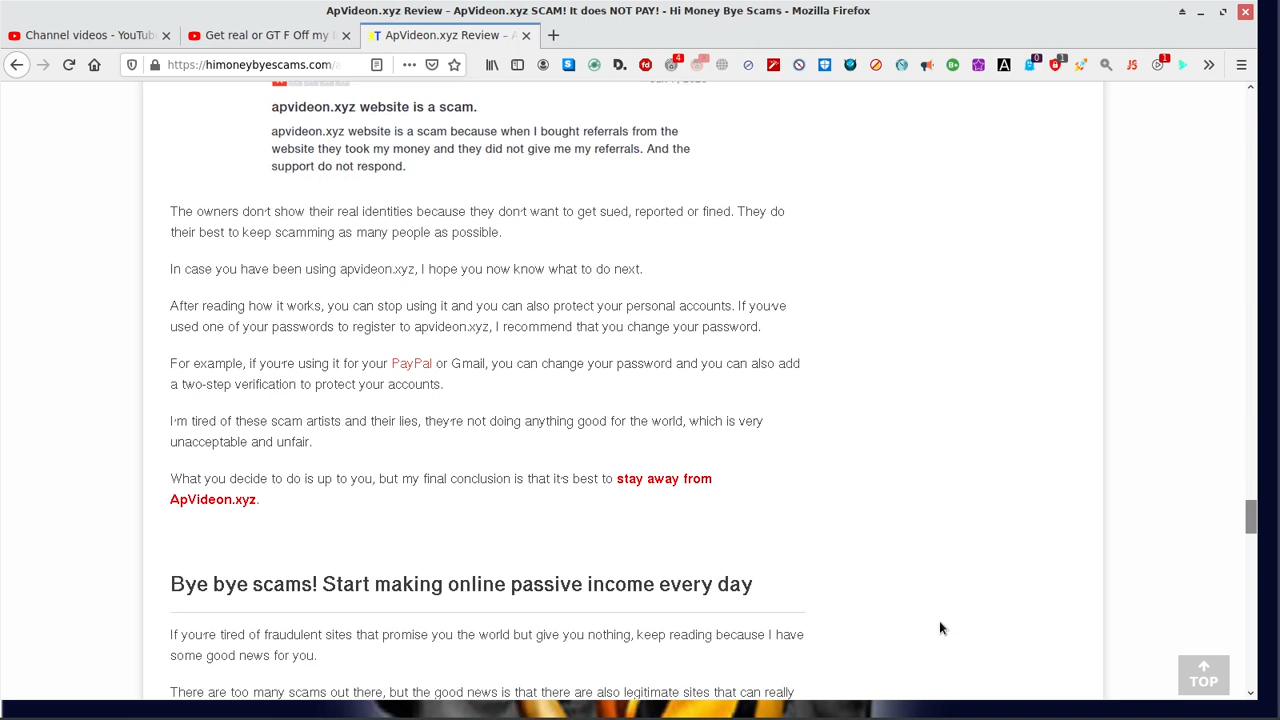 ApVideon.xyz Review - ApVideon.xyz SCAM! It does NOT PAY! - Hi Money Bye Scams - Mozilla Firefox
Channel videos - YouTub
Get real or GT F Off my l
ApVideon.xyz Review - A
https://himoneybyescams.com/a
4
0
1
1
apvideon.xyz website is a scam.
apvideon.xyz website is a scam because when I bought referrals from the
website they took my money and they did not give me my referrals. And the
support do not respond.
The owners don't show their real identities because they don't want to get sued, reported or fined. They do
their best to keep scamming as many people as possible.
In case you have been using apvideon.xyz, I hope you now know what to do next.
After reading how it works, you can stop using it and you can also protect your personal accounts. If you've
used one of your passwords to register to apvideon.xyz, I recommend that you change your password.
For example, if you're using it for your PayPal or Gmail, you can change your password and you can also add
a two-step verification to protect your accounts.
I'm tired of these scam artists and their lies, they're not doing anything good for the world, which is very
unacceptable and unfair.
What you decide to do is up to you, but my final conclusion is that it's best to stay away from
ApVideon.xyz.
Bye bye scams! Start making online passive income every day
If you're tired of fraudulent sites that promise you the world but give you nothing, keep reading because I have
some good news for you.
TOP
There are too many scams out there, but the good news is that there are also legitimate sites that can really